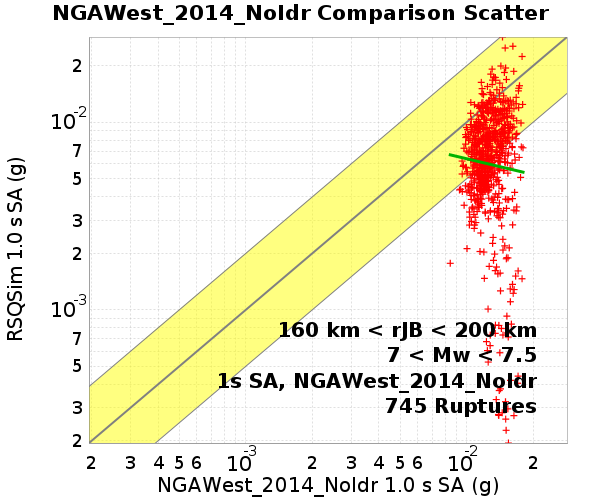 NGAWest_2014_NoIdr Comparison Scatter
RSQSim 1.0 s SA (g)
2
10-2
7
5
3
2
10-3
7
5
3
2
160 km < rJB < 200 km
7 < Mw < 7.5
1s SA, NGAWest_2014_NoIdr
745 Ruptures
2 3 4 5 6 10-3 2 3 4 5 6 10-2 2
NGAWest_2014_NoIdr 1.0 s SA (g)